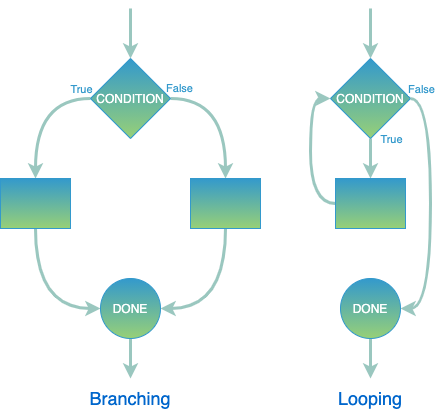 True
CONDITION
False
DONE
Branching
CONDITION
False
True
DONE
Looping